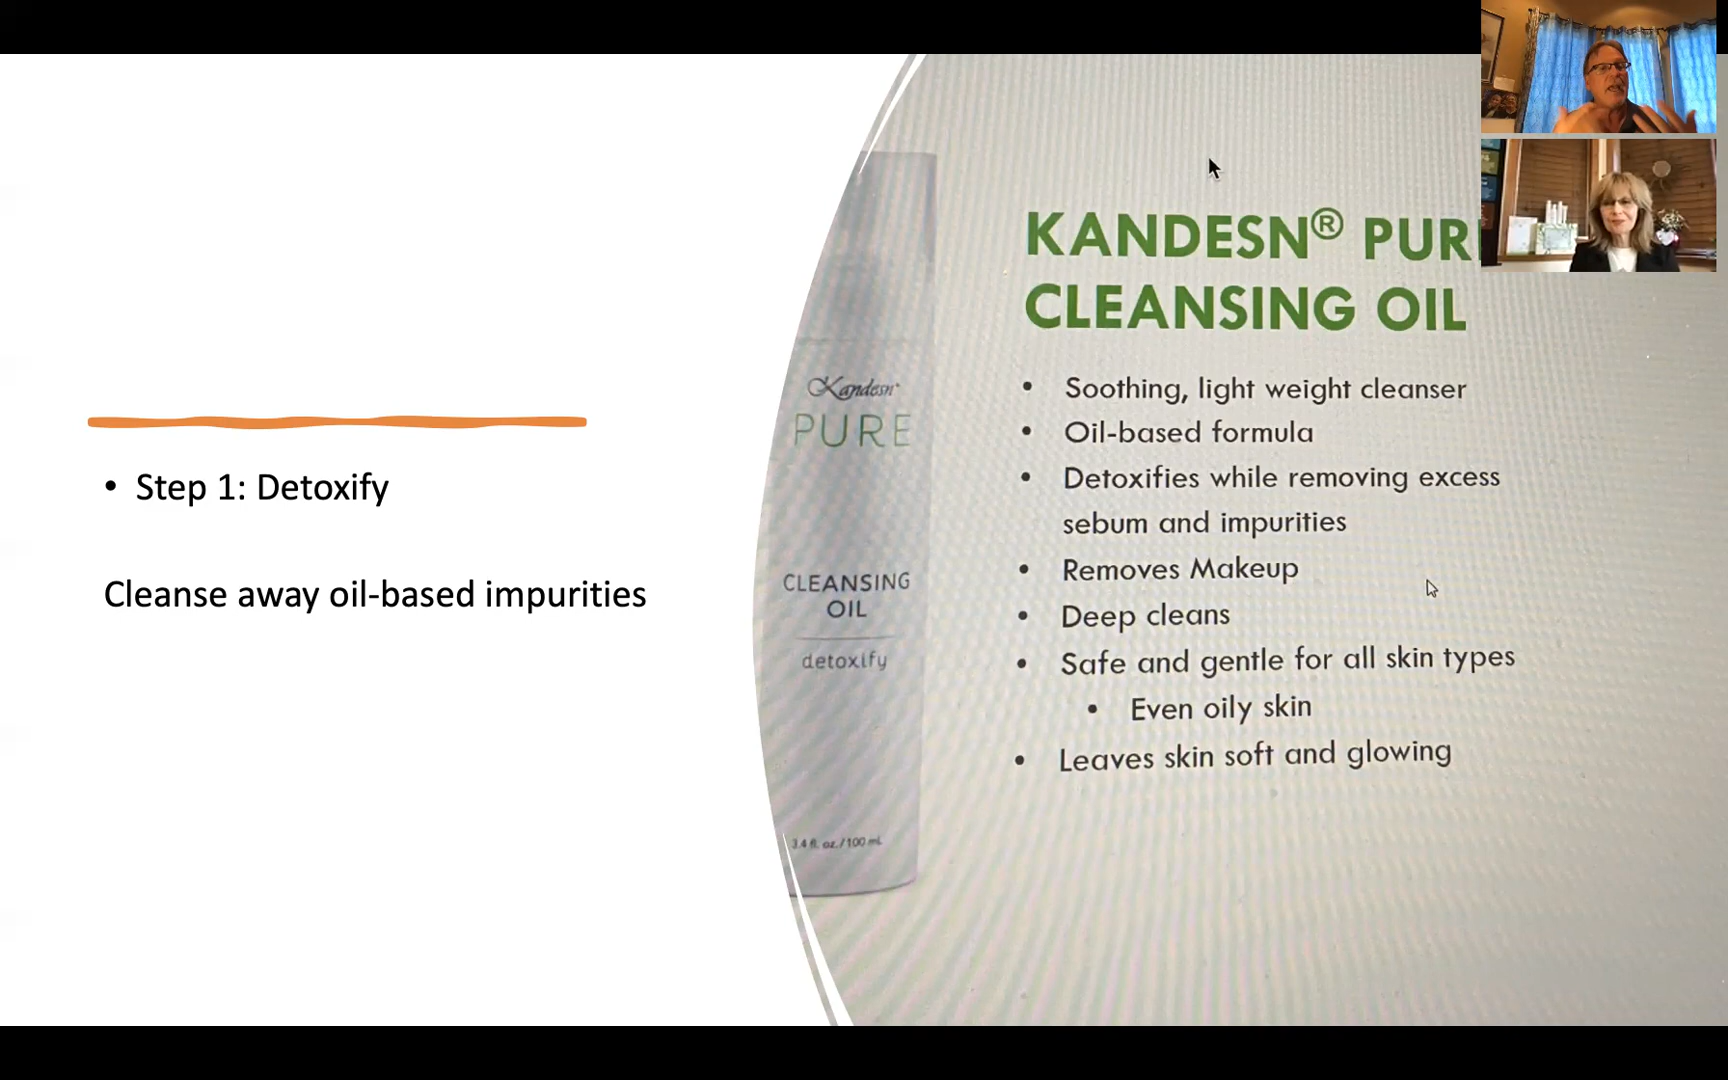 • Step 1: Detoxify
Cleanse away oil-based impurities
Kandesn®
PURE
CLEANSING
OIL
detoxify
3.4 fl. oz./100 mL
KANDESN® PUR
CLEANSING OIL
• Soothing, light weight cleanser
• Oil-based formula
• Detoxifies while removing excess
sebum and impurities
• Removes Makeup
• Deep cleans
• Safe and gentle for all skin types
• Even oily skin
• Leaves skin soft and glowing